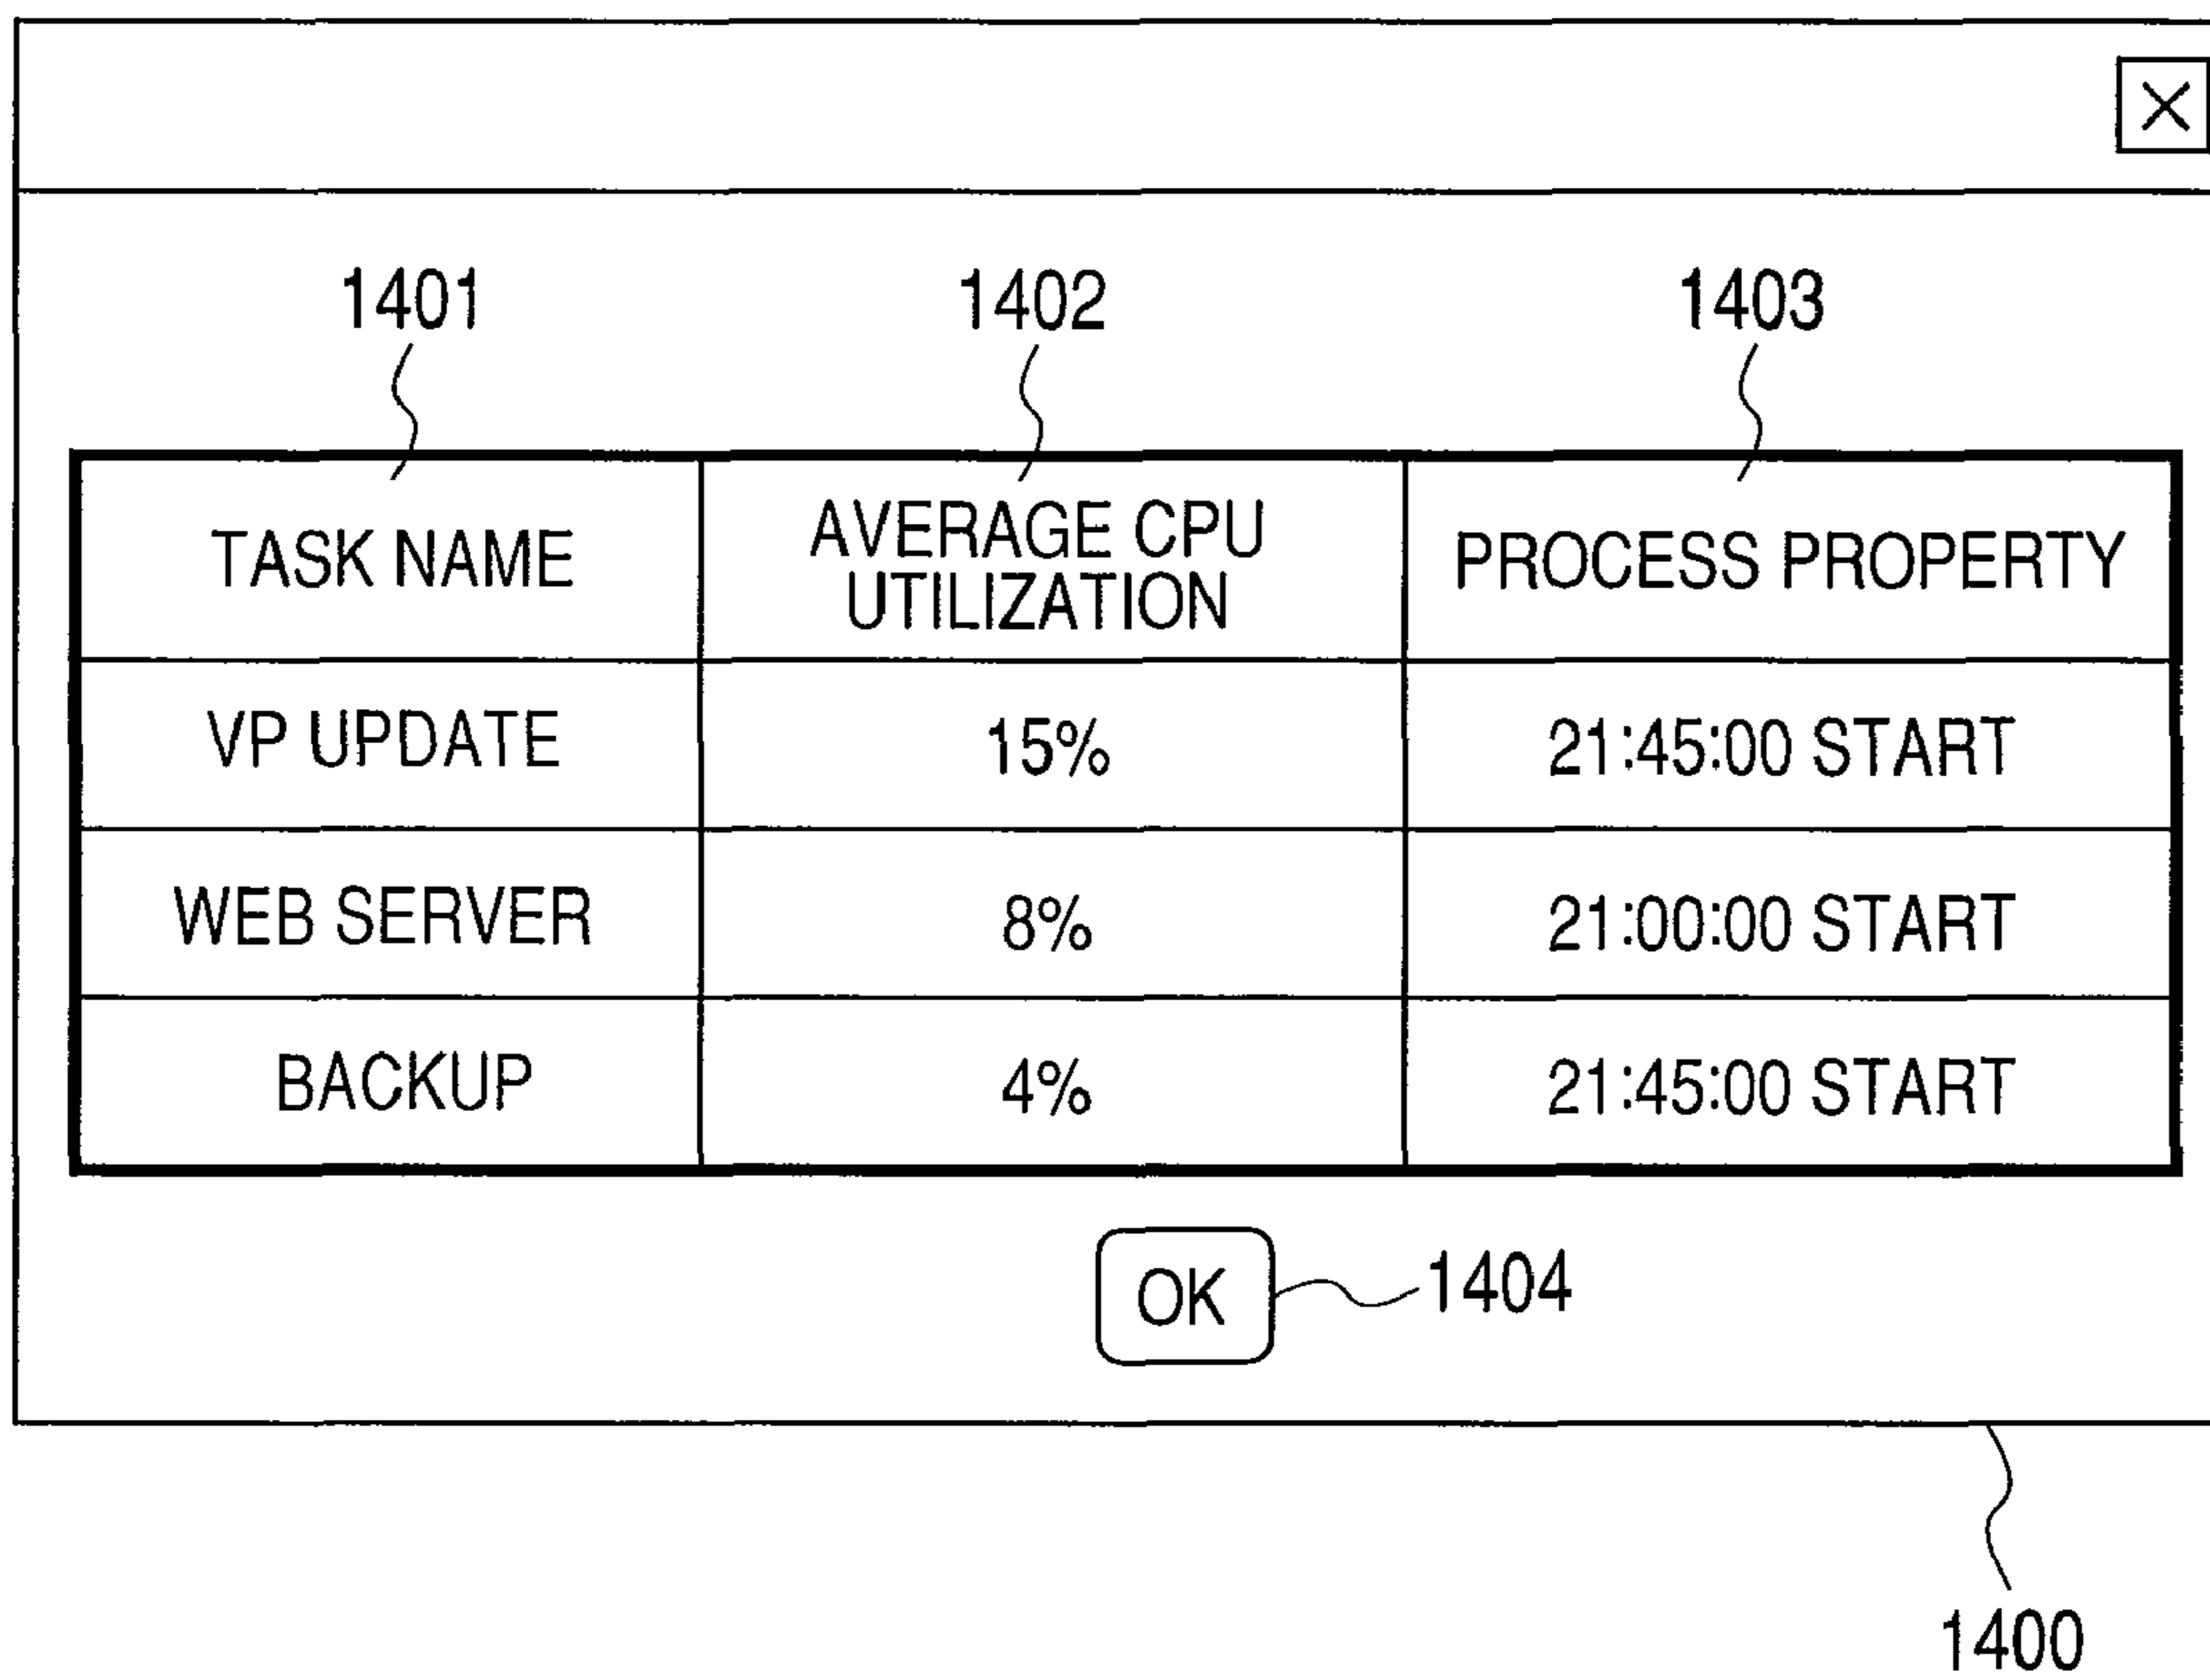 1401 1402 1403
TASK NAME AVERAGE CPU UTILIZATION PROCESS PROPERTY
VP UPDATE 15% 21:45:00 START
WEB SERVER 8% 21:00:00 START
BACKUP 4% 21:45:00 START
OK 1404
1400